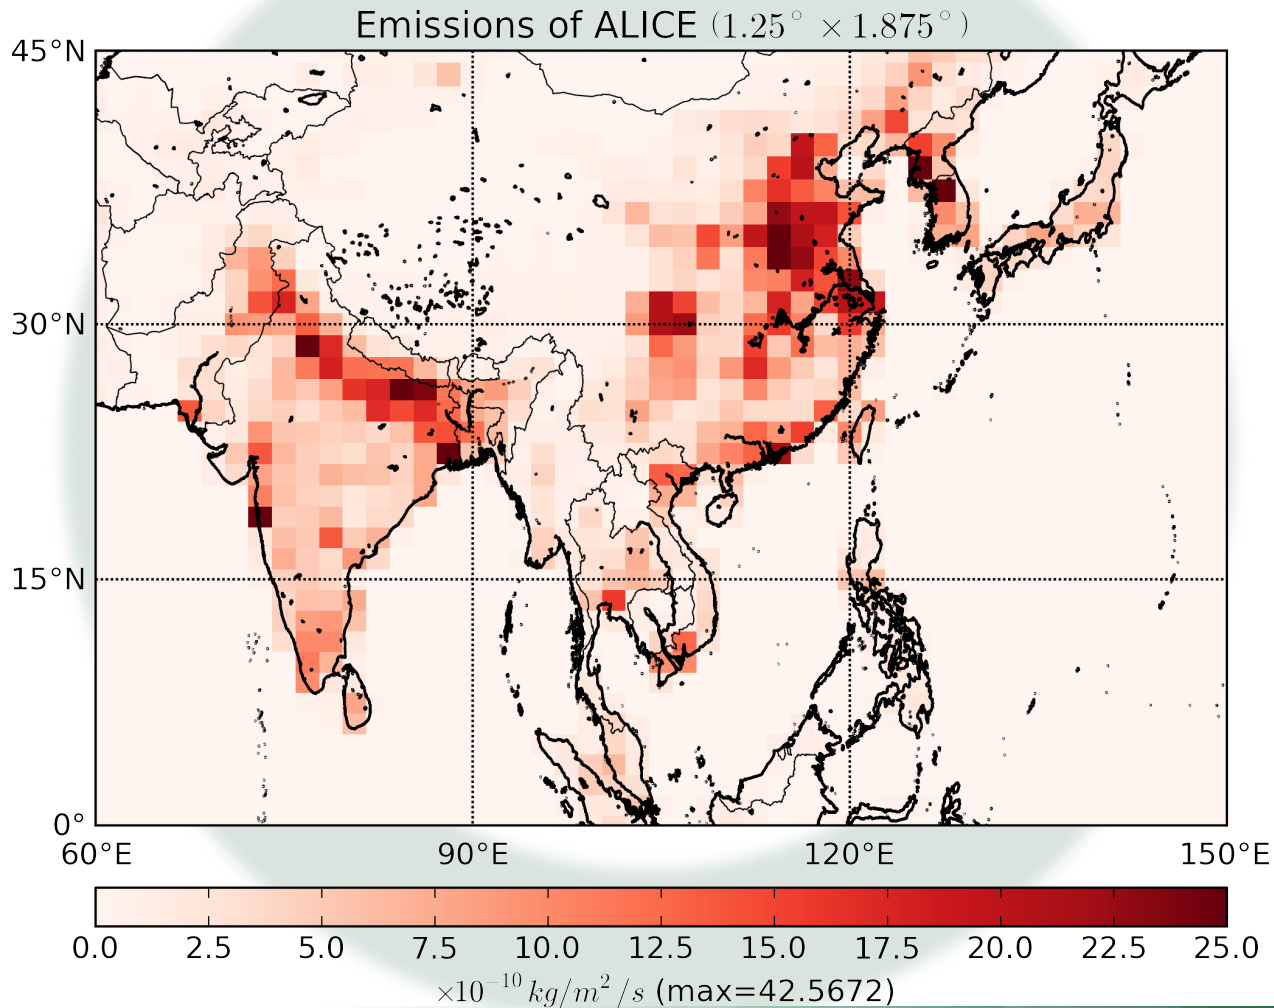 Emissions of ALICE (1.25° × 1.875°)
45°N
30°N
15°N
0°
60°E 90°E 120°E 150°E
0.0 2.5 5.0 7.5 10.0 12.5 15.0 17.5 20.0 22.5 25.0
×10⁻¹⁰ kg/m²/s (max=42.5672)